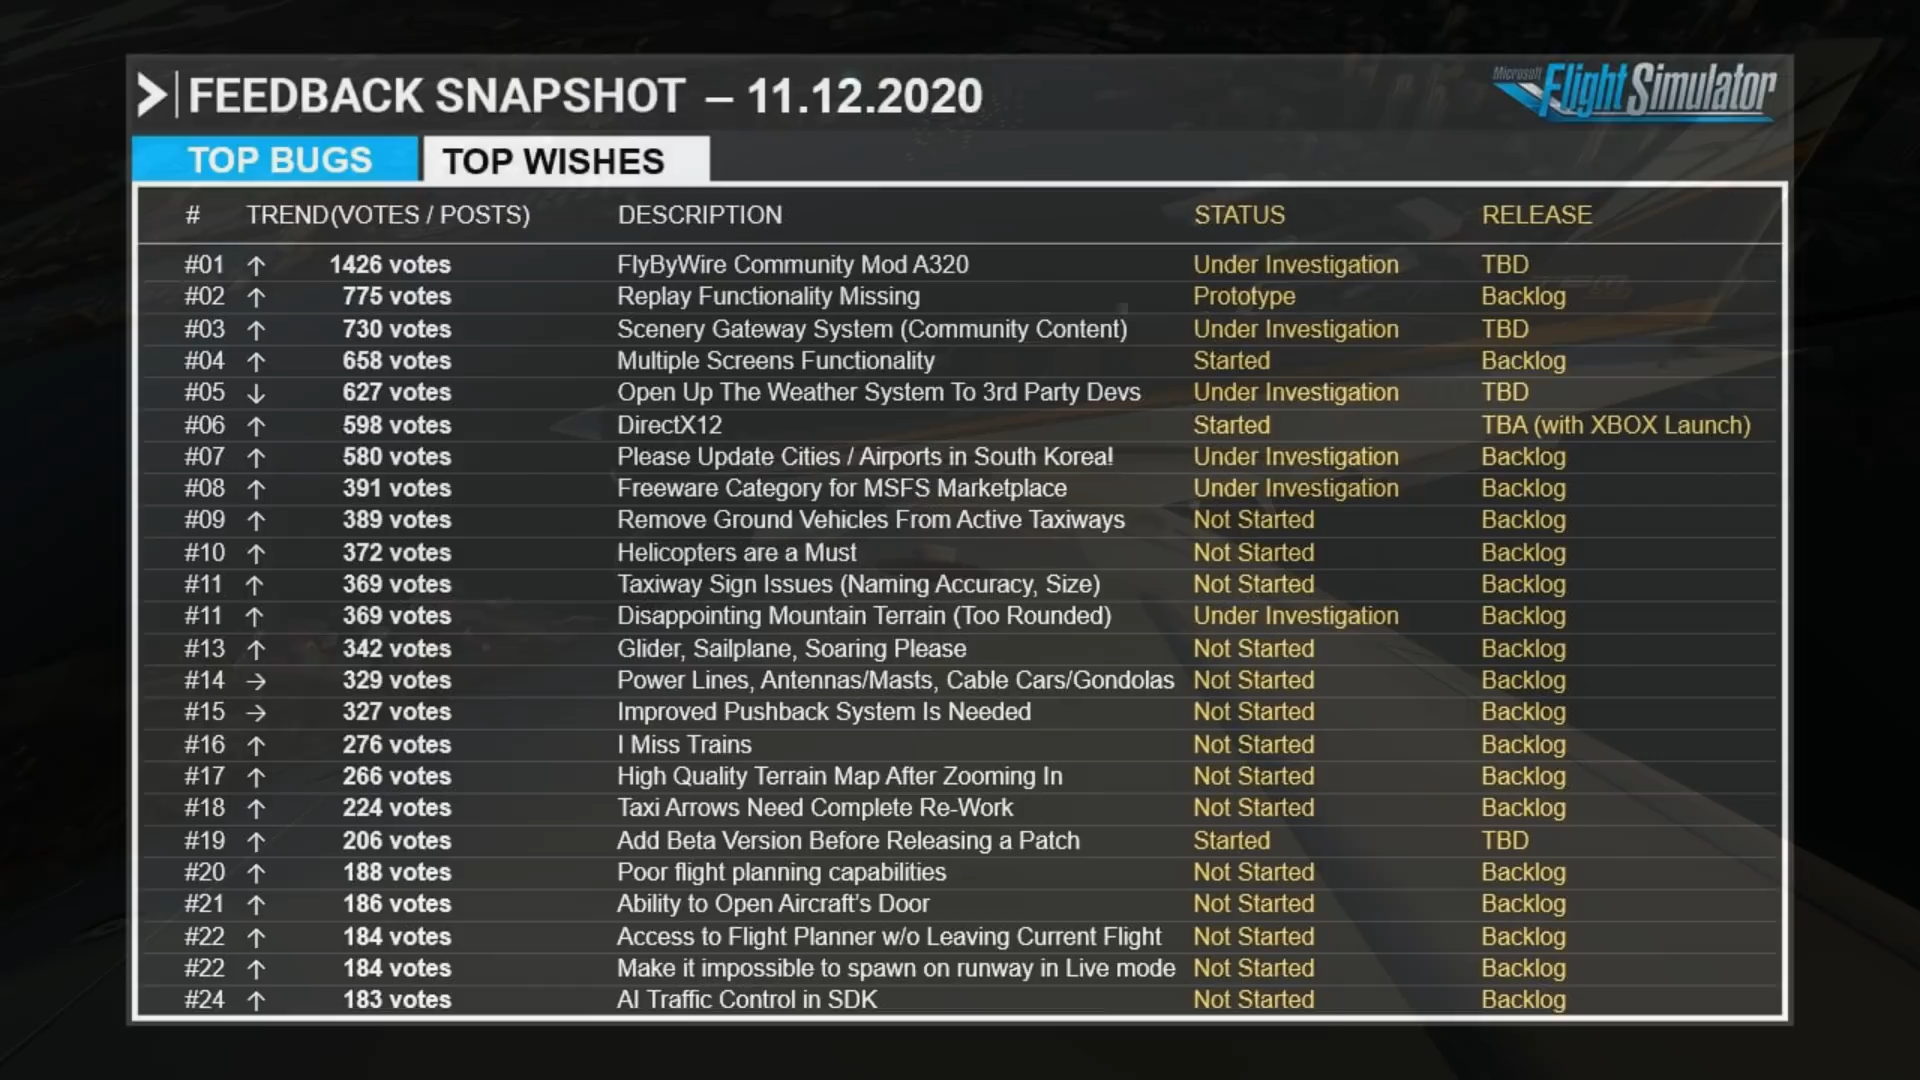 FEEDBACK SNAPSHOT – 11.12.2020
Microsoft Flight Simulator
TOP BUGS TOP WISHES
# TREND(VOTES / POSTS) DESCRIPTION STATUS RELEASE
#01 ↑ 1426 votes FlyByWire Community Mod A320 Under Investigation TBD
#02 ↑ 775 votes Replay Functionality Missing Prototype Backlog
#03 ↑ 730 votes Scenery Gateway System (Community Content) Under Investigation TBD
#04 ↑ 658 votes Multiple Screens Functionality Started Backlog
#05 ↓ 627 votes Open Up The Weather System To 3rd Party Devs Under Investigation TBD
#06 ↑ 598 votes DirectX12 Started TBA (with XBOX Launch)
#07 ↑ 580 votes Please Update Cities / Airports in South Korea! Under Investigation Backlog
#08 ↑ 391 votes Freeware Category for MSFS Marketplace Under Investigation Backlog
#09 ↑ 389 votes Remove Ground Vehicles From Active Taxiways Not Started Backlog
#10 ↑ 372 votes Helicopters are a Must Not Started Backlog
#11 ↑ 369 votes Taxiway Sign Issues (Naming Accuracy, Size) Not Started Backlog
#11 ↑ 369 votes Disappointing Mountain Terrain (Too Rounded) Under Investigation Backlog
#13 ↑ 342 votes Glider, Sailplane, Soaring Please Not Started Backlog
#14 → 329 votes Power Lines, Antennas/Masts, Cable Cars/Gondolas Not Started Backlog
#15 → 327 votes Improved Pushback System Is Needed Not Started Backlog
#16 ↑ 276 votes I Miss Trains Not Started Backlog
#17 ↑ 266 votes High Quality Terrain Map After Zooming In Not Started Backlog
#18 ↑ 224 votes Taxi Arrows Need Complete Re-Work Not Started Backlog
#19 ↑ 206 votes Add Beta Version Before Releasing a Patch Started TBD
#20 ↑ 188 votes Poor flight planning capabilities Not Started Backlog
#21 ↑ 186 votes Ability to Open Aircraft's Door Not Started Backlog
#22 ↑ 184 votes Access to Flight Planner w/o Leaving Current Flight Not Started Backlog
#22 ↑ 184 votes Make it impossible to spawn on runway in Live mode Not Started Backlog
#24 ↑ 183 votes AI Traffic Control in SDK Not Started Backlog